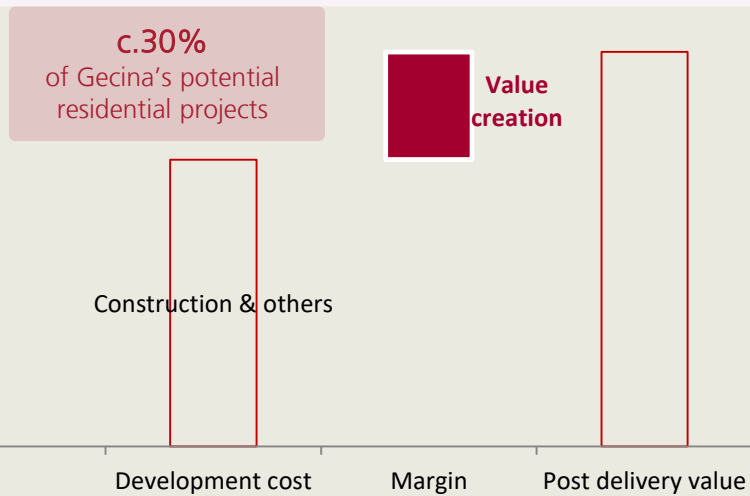 c.30%
of Gecina's potential
residential projects
Value
creation
Construction & others
Development cost
Margin
Post delivery value